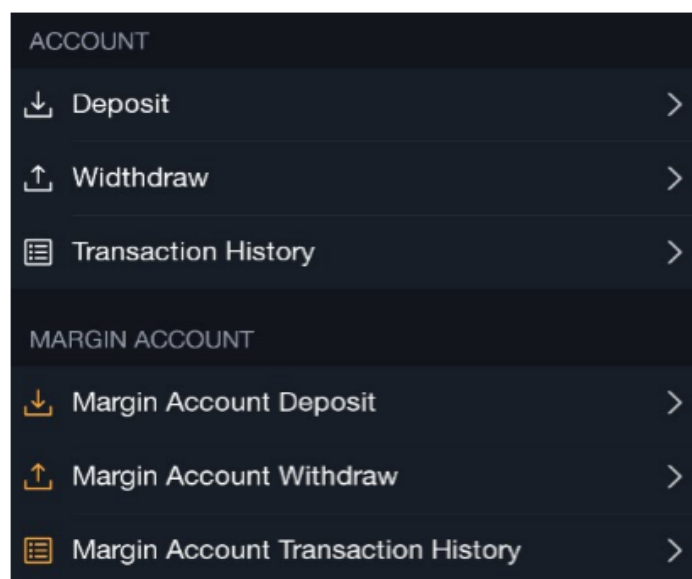 ACCOUNT
Deposit
Widthdraw
Transaction History
MARGIN ACCOUNT
Margin Account Deposit
Margin Account Withdraw
Margin Account Transaction History